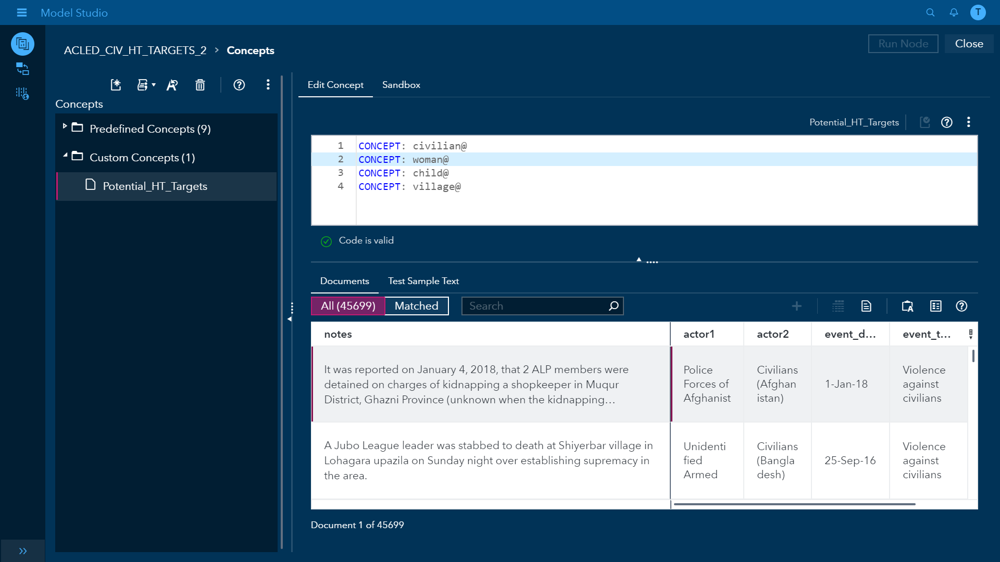 Model Studio
T
ACLED_CIV_HT_TARGETS_2 > Concepts
Run Node
Close
Concepts
Predefined Concepts (9)
Custom Concepts (1)
Potential_HT_Targets
Edit Concept
Sandbox
Potential_HT_Targets
1 CONCEPT: civilian@
2 CONCEPT: woman@
3 CONCEPT: child@
4 CONCEPT: village@
Code is valid
Documents
Test Sample Text
All (45699)
Matched
Search
notes
actor1
actor2
event_d...
event_t...
It was reported on January 4, 2018, that 2 ALP members were
detained on charges of kidnapping a shopkeeper in Muqur
District, Ghazni Province (unknown when the kidnapping...
Police
Forces of
Afghanist
Civilians
(Afghan
istan)
1-Jan-18
Violence
against
civilians
A Jubo League leader was stabbed to death at Shiyerbar village in
Lohagara upazila on Sunday night over establishing supremacy in
the area.
Unidenti
fied
Armed
Civilians
(Bangla
desh)
25-Sep-16
Violence
against
civilians
Document 1 of 45699